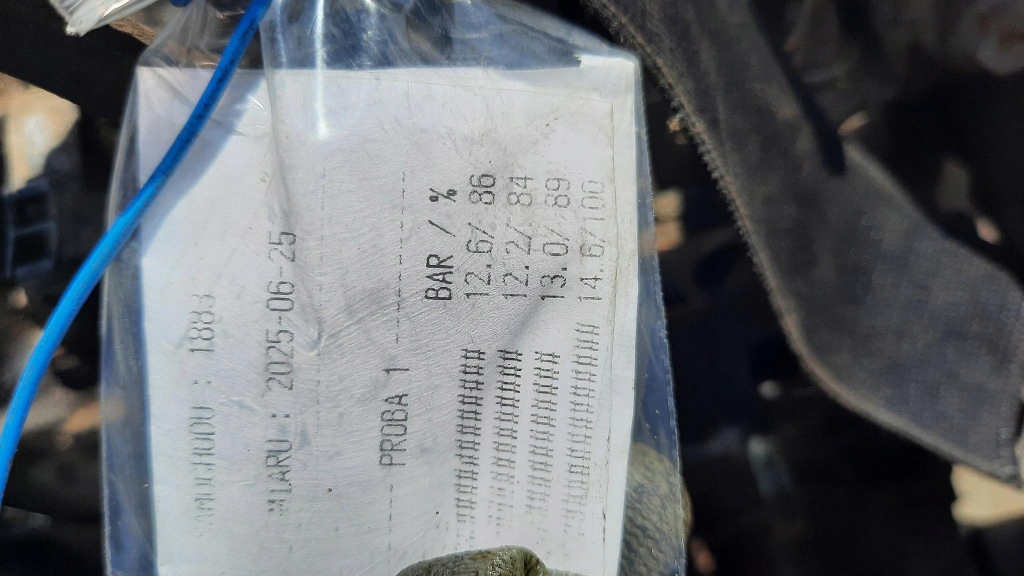 : 1883
M1ARU : 2025-06-25
---- PROBA 1 ----------
BAR / %
########## 12.6/ 86
########## 12.2/ 84
########## 13.0/ 89
########### 14.6/100